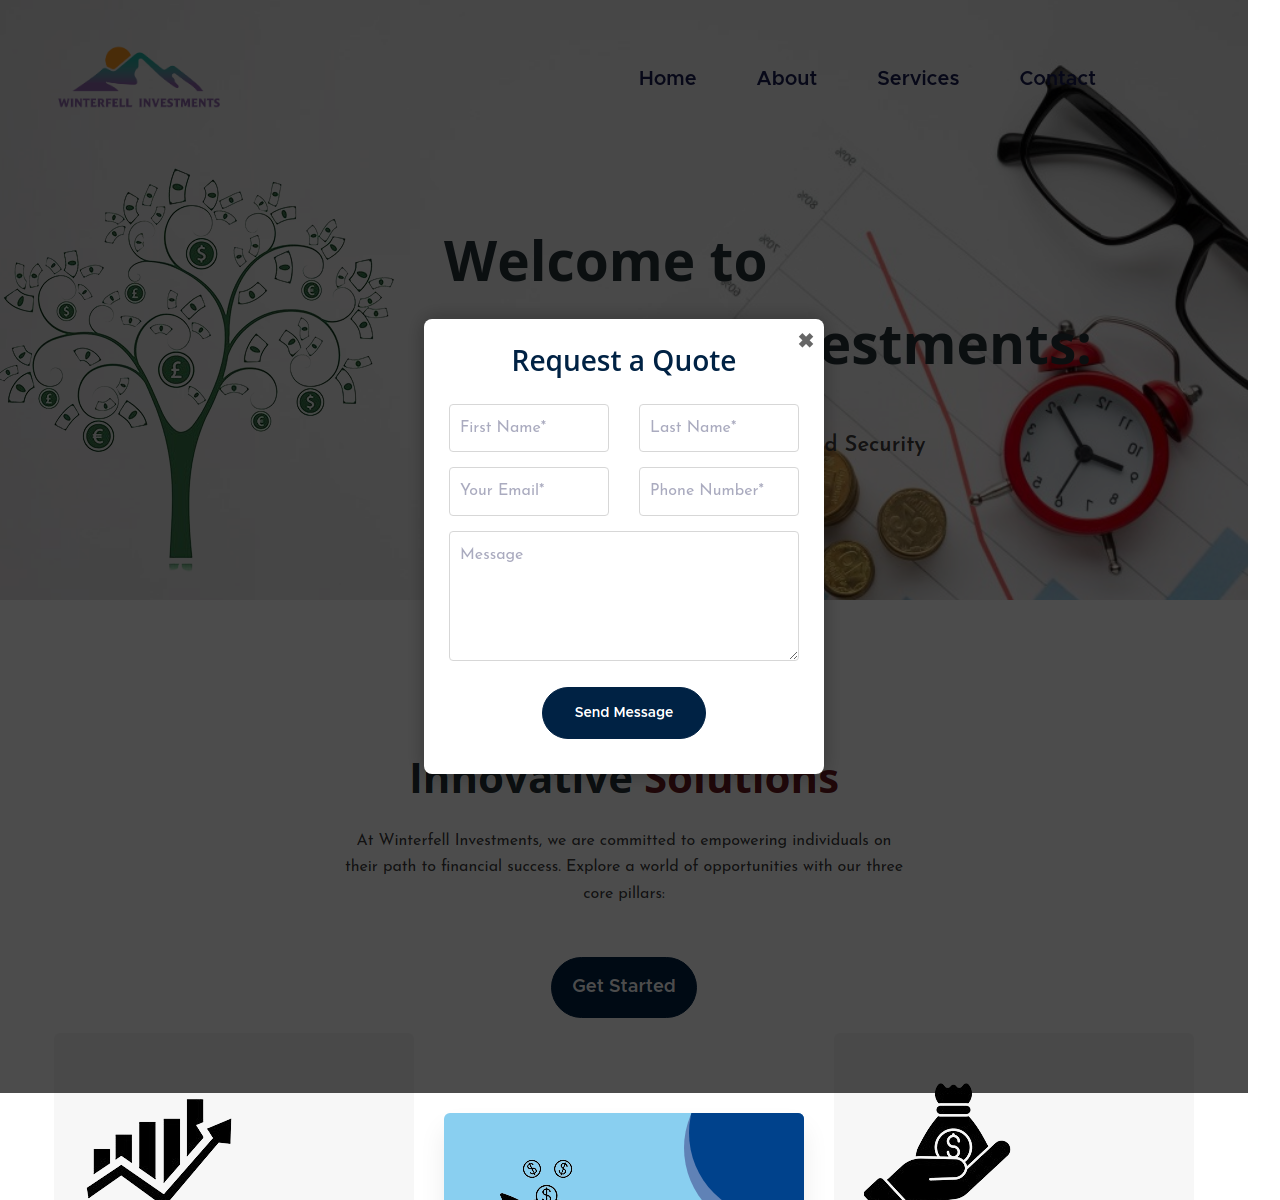 WINTERFELL INVESTMENTS
Home About Services Contact
Welcome to
estments:
d Security
✖
Request a Quote
First Name* Last Name*
Your Email* Phone Number*
Message
Send Message
Innovative Solutions
At Winterfell Investments, we are committed to empowering individuals on
their path to financial success. Explore a world of opportunities with our three
core pillars:
Get Started